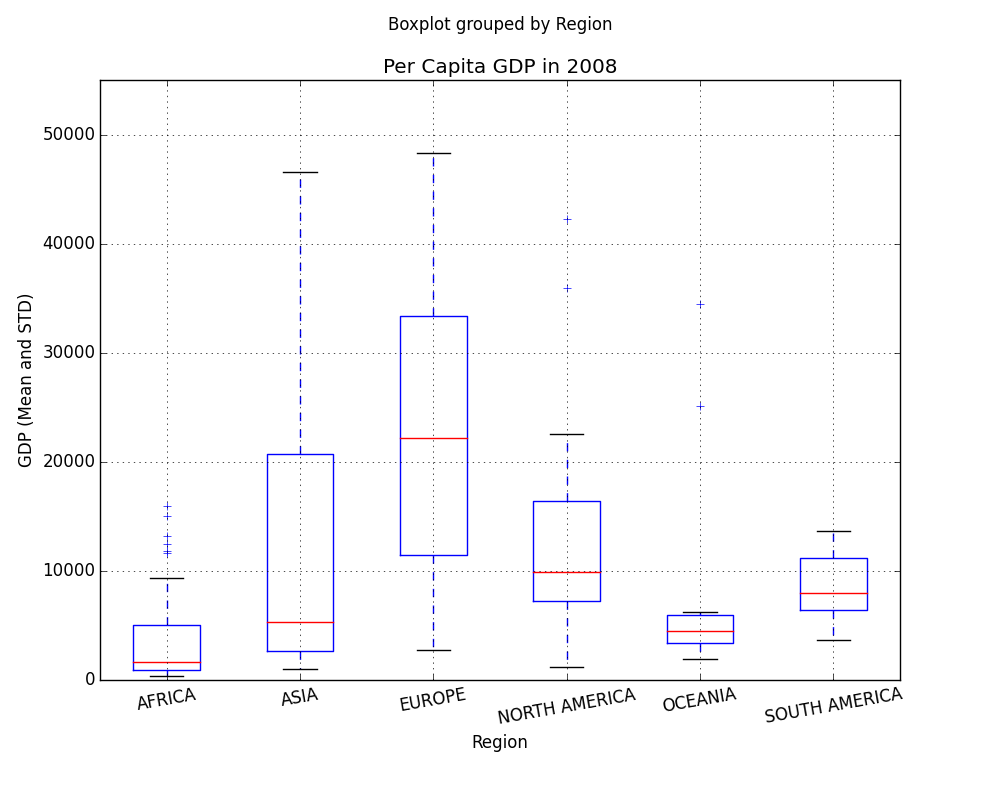 Boxplot grouped by Region
Per Capita GDP in 2008
50000
40000
30000
20000
10000
0
GDP (Mean and STD)
AFRICA
ASIA
EUROPE
NORTH AMERICA
OCEANIA
SOUTH AMERICA
Region